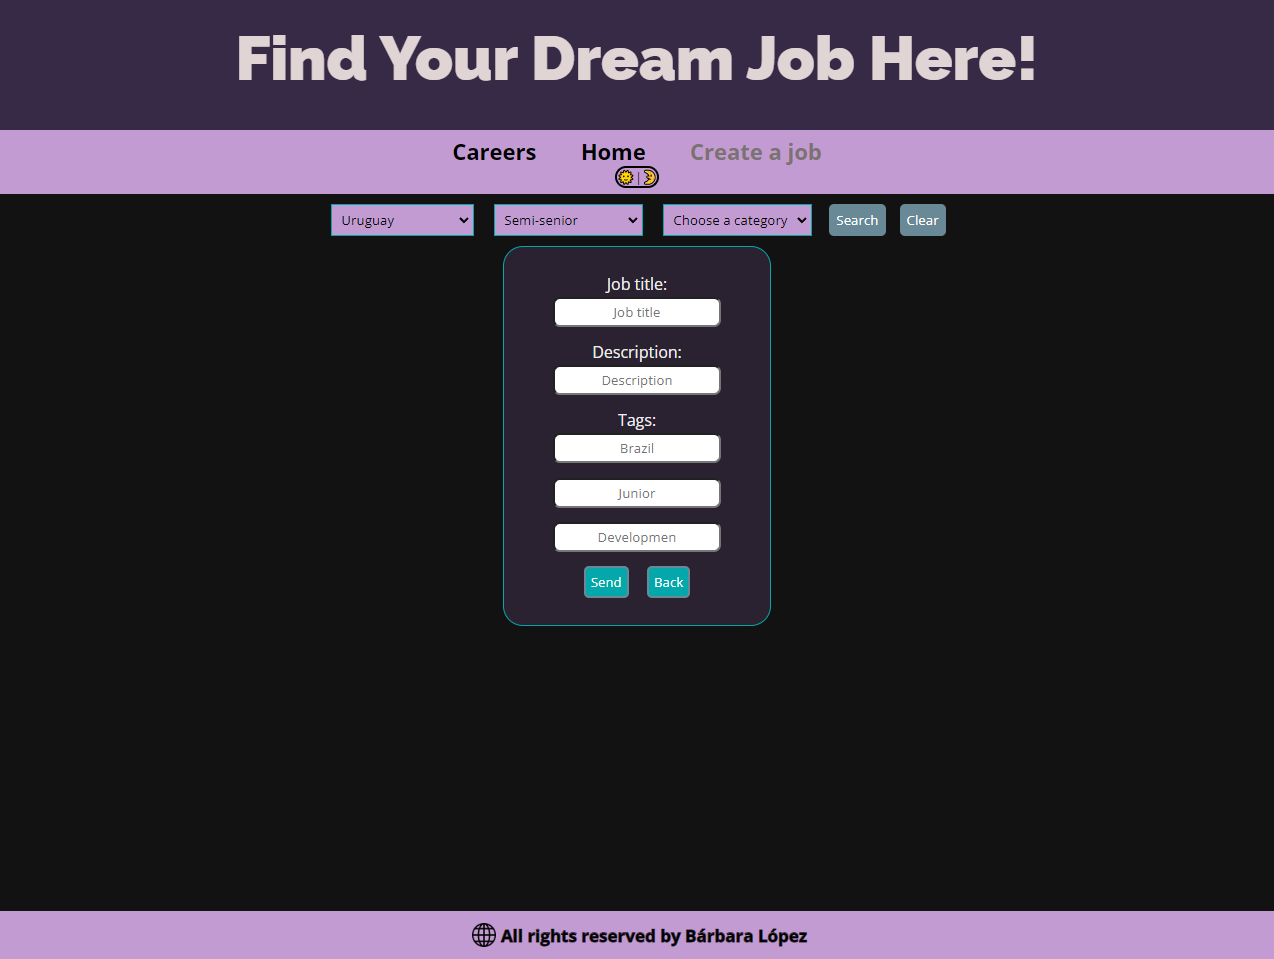 Find Your Dream Job Here!
Careers Home Create a job
Uruguay Semi-senior Choose a category Search Clear
Job title:
Job title
Description:
Description
Tags:
Brazil
Junior
Developmen
Send Back
All rights reserved by Bárbara López